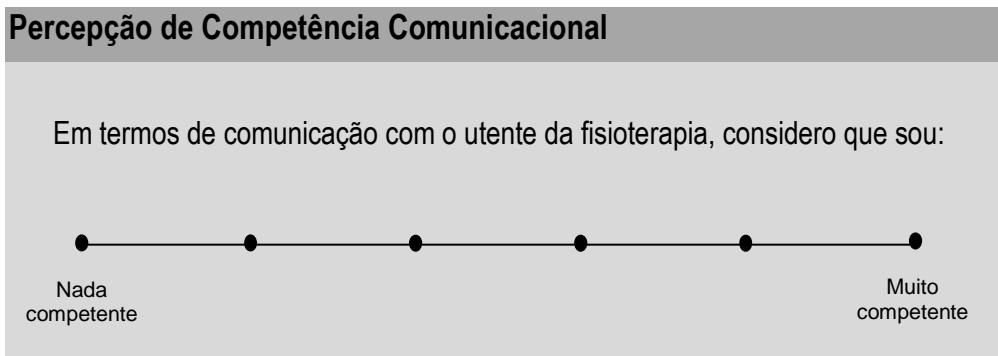 Percepção de Competência Comunicacional
Em termos de comunicação com o utente da fisioterapia, considero que sou:
Nada
competente
Muito
competente